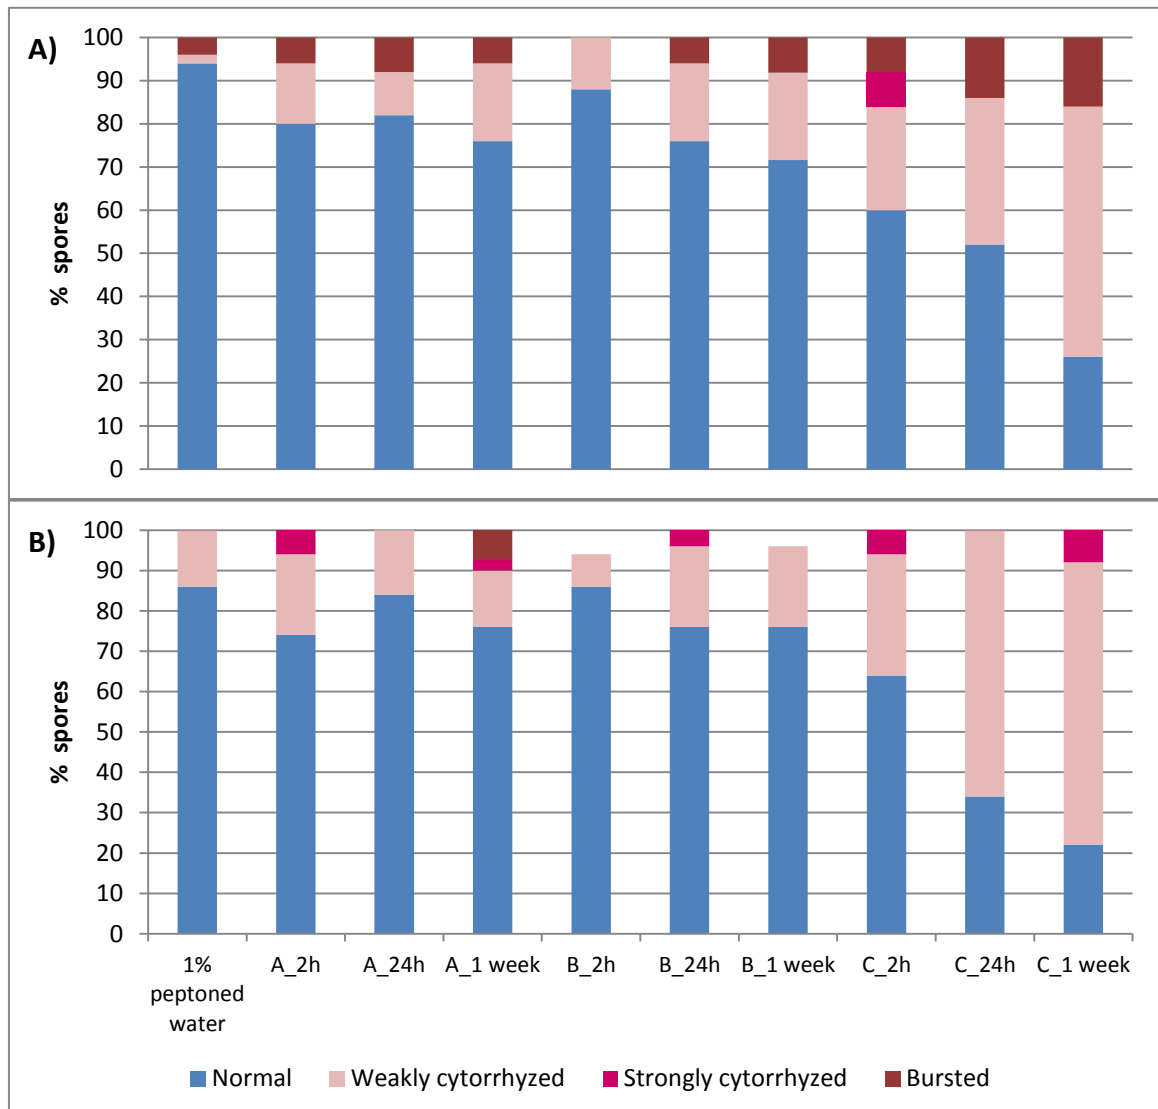 A)
% spores
100
90
80
70
60
50
40
30
20
10
0
B)
% spores
100
90
80
70
60
50
40
30
20
10
0
1%
peptoned
water
A_2h
A_24h
A_1 week
B_2h
B_24h
B_1 week
C_2h
C_24h
C_1 week
Normal
Weakly cytorrhyzed
Strongly cytorrhyzed
Bursted